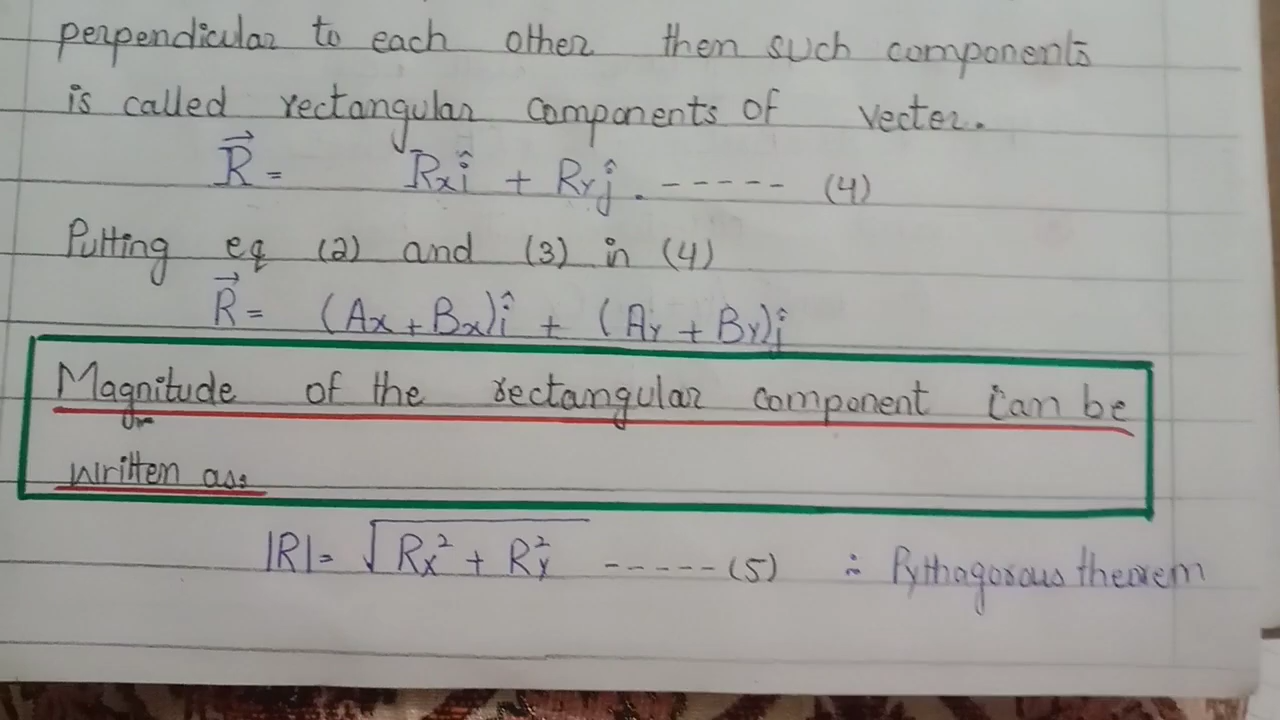 perpendicular to each other then such components
is called rectangular components of vecter.
R⃗ = Rxî + Ryĵ . ----- (4)
Putting eq (2) and (3) in (4)
R⃗ = (Ax + Bx)î + (Ay + By)ĵ
Magnitude of the rectangular component can be
written as:
|R| = √Rx² + Ry² ------ (5) ∴ Pythagorous theorem